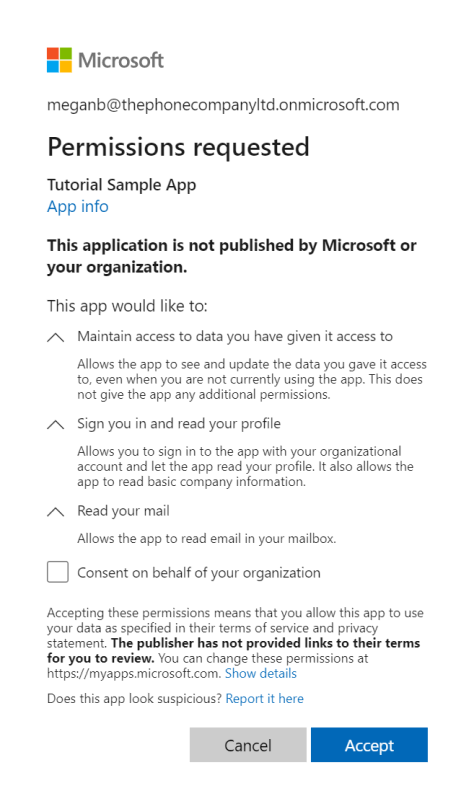 Microsoft
meganb@thephonecompanyltd.onmicrosoft.com
Permissions requested
Tutorial Sample App
App info
This application is not published by Microsoft or
your organization.
This app would like to:
Maintain access to data you have given it access to
Allows the app to see and update the data you gave it access
to, even when you are not currently using the app. This does
not give the app any additional permissions.
Sign you in and read your profile
Allows you to sign in to the app with your organizational
account and let the app read your profile. It also allows the
app to read basic company information.
Read your mail
Allows the app to read email in your mailbox.
Consent on behalf of your organization
Accepting these permissions means that you allow this app to use
your data as specified in their terms of service and privacy
statement. The publisher has not provided links to their terms
for you to review. You can change these permissions at
https://myapps.microsoft.com. Show details
Does this app look suspicious? Report it here
Cancel Accept